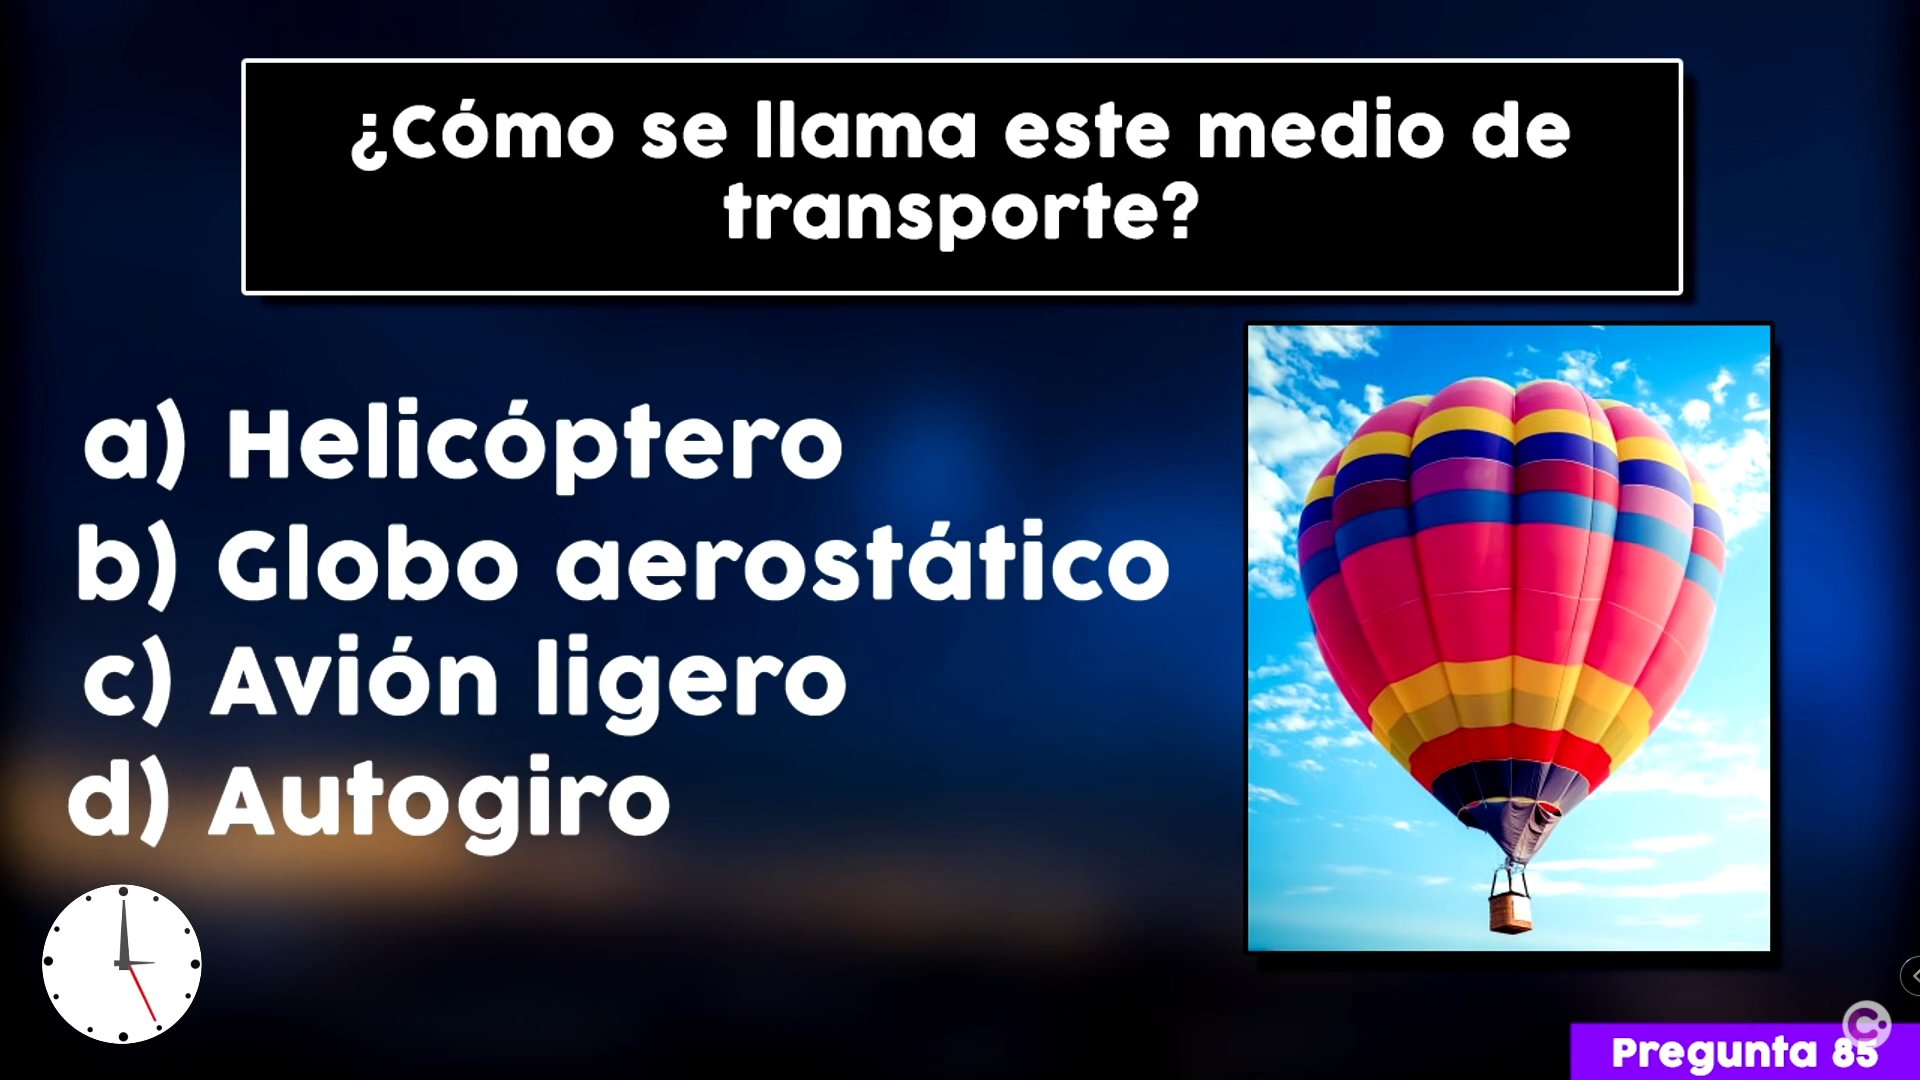 ¿Cómo se llama este medio de
transporte?
a) Helicóptero
b) Globo aerostático
c) Avión ligero
d) Autogiro
Pregunta 85